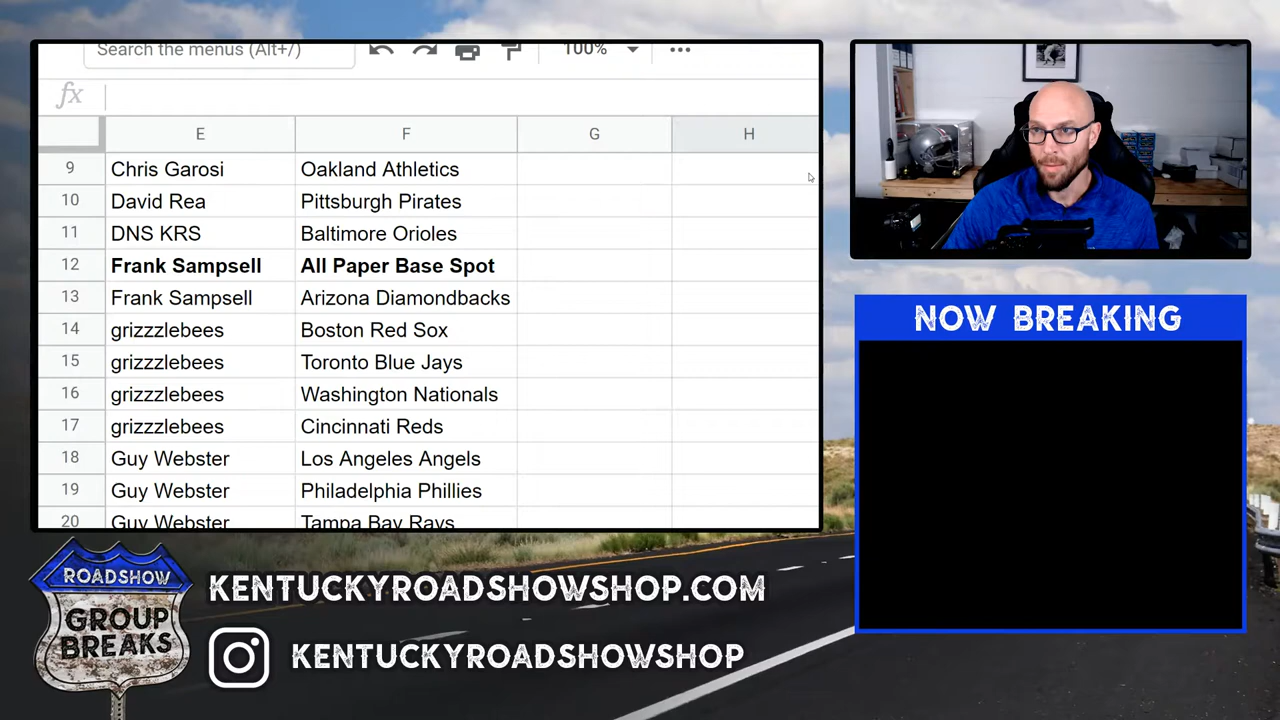 Search the menus (Alt+/)
100%
fx
E F G H
9 Chris Garosi Oakland Athletics
10 David Rea Pittsburgh Pirates
11 DNS KRS Baltimore Orioles
12 Frank Sampsell All Paper Base Spot
13 Frank Sampsell Arizona Diamondbacks
14 grizzzlebees Boston Red Sox
15 grizzzlebees Toronto Blue Jays
16 grizzzlebees Washington Nationals
17 grizzzlebees Cincinnati Reds
18 Guy Webster Los Angeles Angels
19 Guy Webster Philadelphia Phillies
20 Guy Webster Tampa Bay Rays
NOW BREAKING
ROADSHOW
GROUP
BREAKS
KENTUCKYROADSHOWSHOP.COM
KENTUCKYROADSHOWSHOP